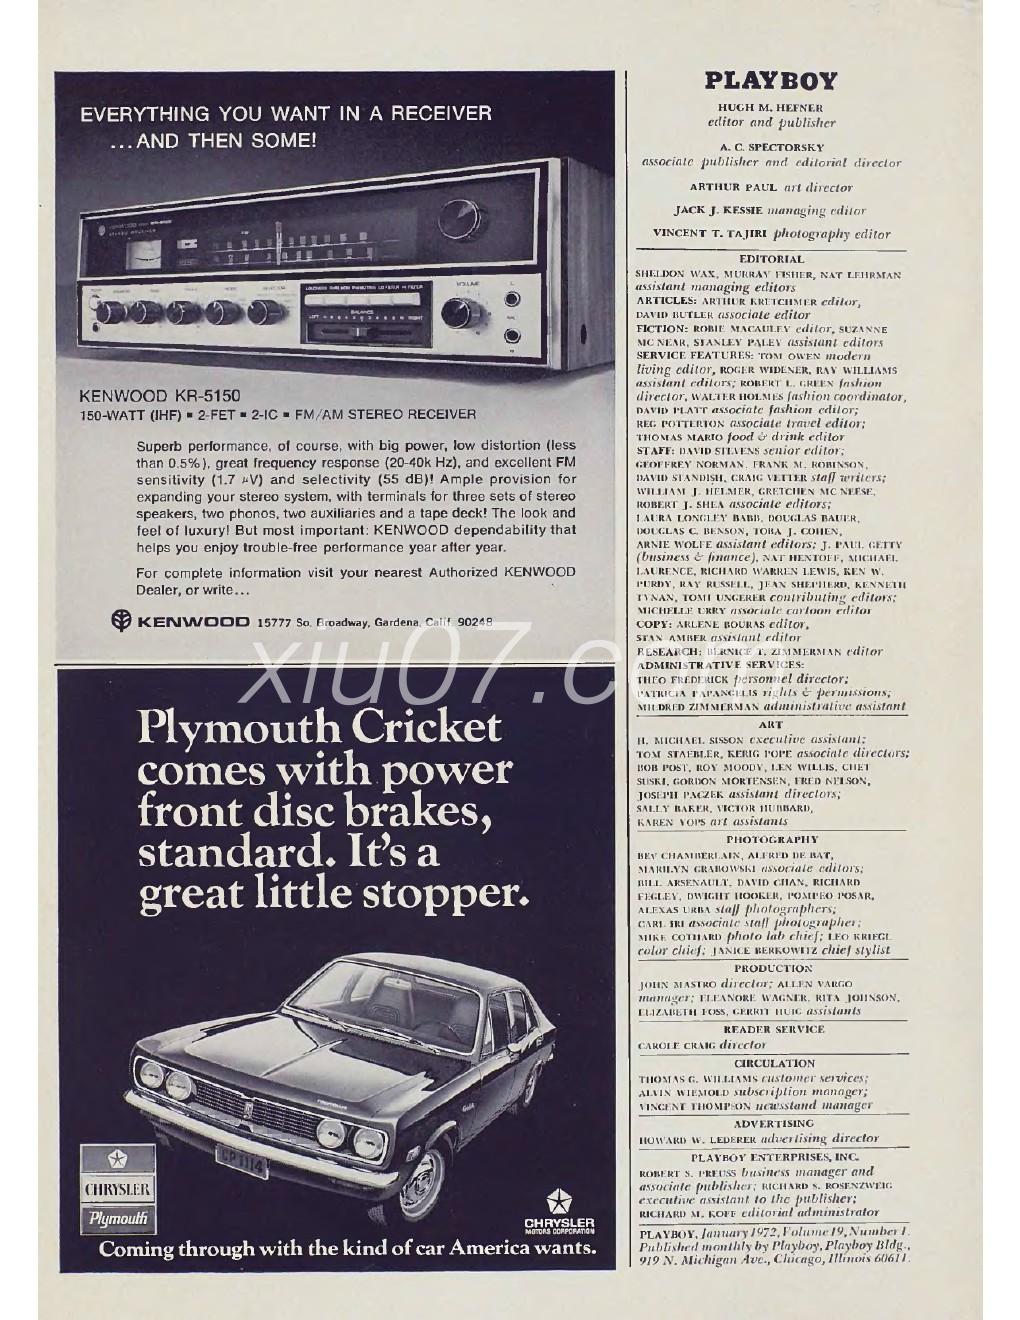 EVERYTHING YOU WANT IN A RECEIVER
...AND THEN SOME!
KENWOOD KR-5150
150-WATT (IHF) ▪ 2-FET ▪ 2-IC ▪ FM/AM STEREO RECEIVER
Superb performance, of course, with big power, low distortion (less
than 0.5%), great frequency response (20-40k Hz), and excellent FM
sensitivity (1.7 µV) and selectivity (55 dB)! Ample provision for
expanding your stereo system, with terminals for three sets of stereo
speakers, two phonos, two auxiliaries and a tape deck! The look and
feel of luxury! But most important: KENWOOD dependability that
helps you enjoy trouble-free performance year after year.
For complete information visit your nearest Authorized KENWOOD
Dealer, or write...
KENWOOD 15777 So. Broadway, Gardena, Calif. 90248
Plymouth Cricket
comes with power
front disc brakes,
standard. It's a
great little stopper.
CHRYSLER
Plymouth
CHRYSLER
MOTORS CORPORATION
Coming through with the kind of car America wants.
PLAYBOY
HUGH M. HEFNER
editor and publisher
A. C. SPECTORSKY
associate publisher and editorial director
ARTHUR PAUL art director
JACK J. KESSIE managing editor
VINCENT T. TAJIRI photography editor
EDITORIAL
SHELDON WAX, MURRAY FISHER, NAT LEHRMAN
assistant managing editors
ARTICLES: ARTHUR KRETCHMER editor,
DAVID BUTLER associate editor
FICTION: ROBIE MACAULEY editor, SUZANNE
MC NEAR, STANLEY PALEY assistant editors
SERVICE FEATURES: TOM OWEN modern
living editor, ROGER WIDENER, RAY WILLIAMS
assistant editors; ROBERT L. GREEN fashion
director, WALTER HOLMES fashion coordinator,
DAVID PLATT associate fashion editor;
REG POTTERTON associate travel editor;
THOMAS MARIO food & drink editor
STAFF: DAVID STEVENS senior editor;
GEOFFREY NORMAN, FRANK M. ROBINSON,
DAVID STANDISH, CRAIG VETTER staff writers;
WILLIAM J. HELMER, GRETCHEN MC NEESE,
ROBERT J. SHEA associate editors;
LAURA LONGLEY BABB, DOUGLAS BAUER,
DOUGLAS C. BENSON, TOBA J. COHEN,
ARNIE WOLFE assistant editors; J. PAUL GETTY
(business & finance), NAT HENTOFF, MICHAEL
LAURENCE, RICHARD WARREN LEWIS, KEN W.
PURDY, RAY RUSSELL, JEAN SHEPHERD, KENNETH
TYNAN, TOMI UNGERER contributing editors;
MICHELLE URRY associate cartoon editor
COPY: ARLENE BOURAS editor,
STAN AMBER assistant editor
RESEARCH: BERNICE T. ZIMMERMAN editor
ADMINISTRATIVE SERVICES:
THEO FREDERICK personnel director;
PATRICIA PAPANGELIS rights & permissions;
MILDRED ZIMMERMAN administrative assistant
ART
H. MICHAEL SISSON executive assistant;
TOM STAEBLER, KERIG POPE associate directors;
BOB POST, ROY MOODY, LEN WILLIS, CHET
SUSKI, GORDON MORTENSEN, FRED NELSON,
JOSEPH PACZEK assistant directors;
SALLY BAKER, VICTOR HUBBARD,
KAREN YOPS art assistants
PHOTOGRAPHY
BEV CHAMBERLAIN, ALFRED DE BAT,
MARILYN GRABOWSKI associate editors;
BILL ARSENAULT, DAVID CHAN, RICHARD
FEGLEY, DWIGHT HOOKER, POMPEO POSAR,
ALEXAS URBA staff photographers;
CARL IRI associate staff photographer;
MIKE COTHARD photo lab chief; LEO KRIEGL
color chief; JANICE BERKOWITZ chief stylist
PRODUCTION
JOHN MASTRO director; ALLEN VARGO
manager; ELEANORE WAGNER, RITA JOHNSON,
ELIZABETH FOSS, GERRIT HUIG assistants
READER SERVICE
CAROLE CRAIG director
CIRCULATION
THOMAS G. WILLIAMS customer services;
ALVIN WIEMOLD subscription manager;
VINCENT THOMPSON newsstand manager
ADVERTISING
HOWARD W. LEDERER advertising director
PLAYBOY ENTERPRISES, INC.
ROBERT S. PREUSS business manager and
associate publisher; RICHARD S. ROSENZWEIG
executive assistant to the publisher;
RICHARD M. KOFF editorial administrator
PLAYBOY, January 1972, Volume 19, Number 1.
Published monthly by Playboy, Playboy Bldg.,
919 N. Michigan Ave., Chicago, Illinois 60611.